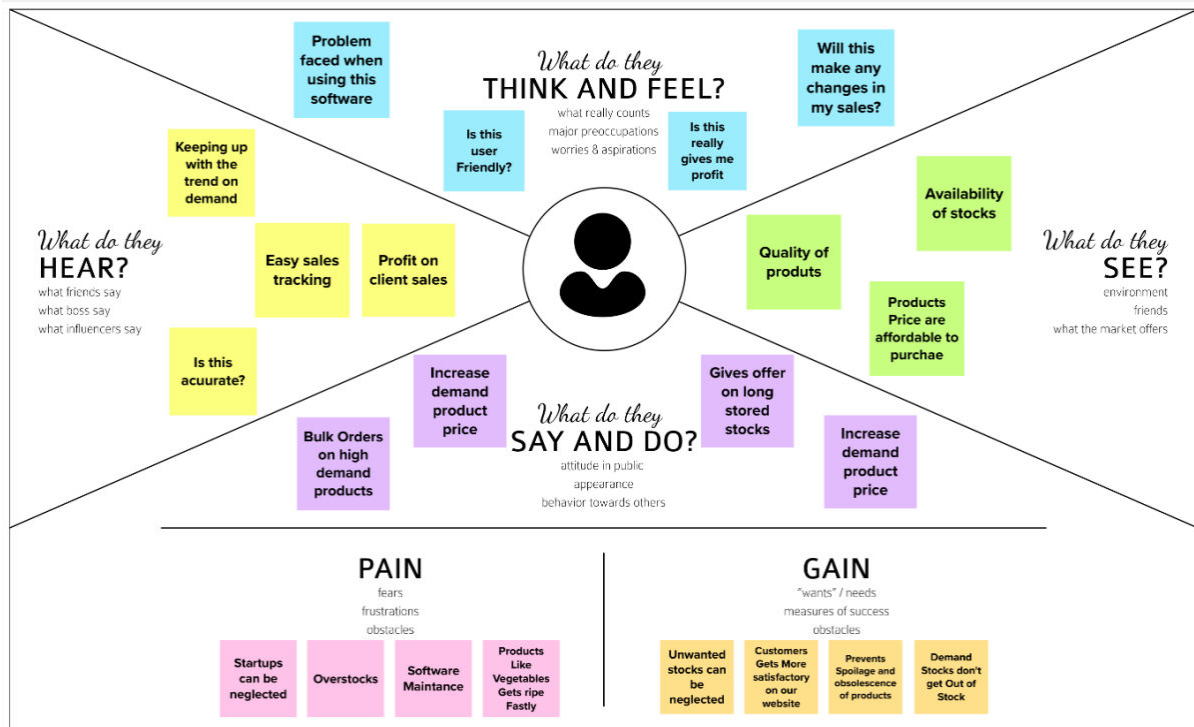 Problem
faced when
using this
software
What do they
THINK AND FEEL?
what really counts
major preoccupations
worries & aspirations
Will this
make any
changes in
my sales?
Is this
user
Friendly?
Is this
really
gives me
profit
Keeping up
with the
trend on
demand
What do they
HEAR?
what friends say
what boss say
what influencers say
Easy sales
tracking
Profit on
client sales
Is this
acuurate?
Availability
of stocks
Quality of
produts
Products
Price are
affordable to
purchae
What do they
SEE?
environment
friends
what the market offers
Increase
demand
product
price
Bulk Orders
on high
demand
products
What do they
SAY AND DO?
attitude in public
appearance
behavior towards others
Gives offer
on long
stored
stocks
Increase
demand
product
price
PAIN
fears
frustrations
obstacles
Startups
can be
neglected
Overstocks
Software
Maintance
Products
Like
Vegetables
Gets ripe
Fastly
GAIN
"wants" / needs
measures of success
obstacles
Unwanted
stocks can
be
neglected
Customers
Gets More
satisfactory
on our
website
Prevents
Spoilage and
obsolescence
of products
Demand
Stocks don't
get Out of
Stock